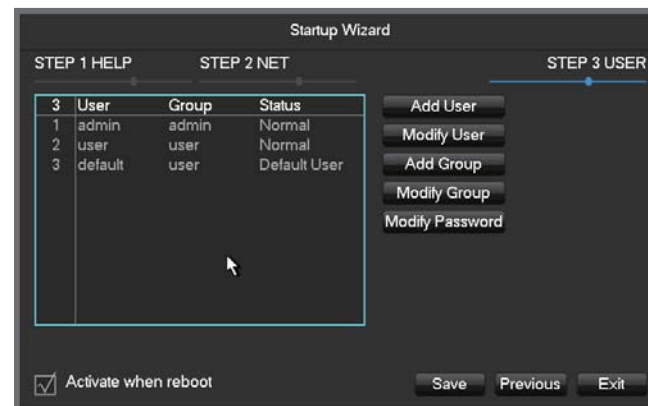 Startup Wizard
STEP 1 HELP STEP 2 NET STEP 3 USER
3 User Group Status
1 admin admin Normal
2 user user Normal
3 default user Default User
Add User
Modify User
Add Group
Modify Group
Modify Password
Activate when reboot
Save Previous Exit